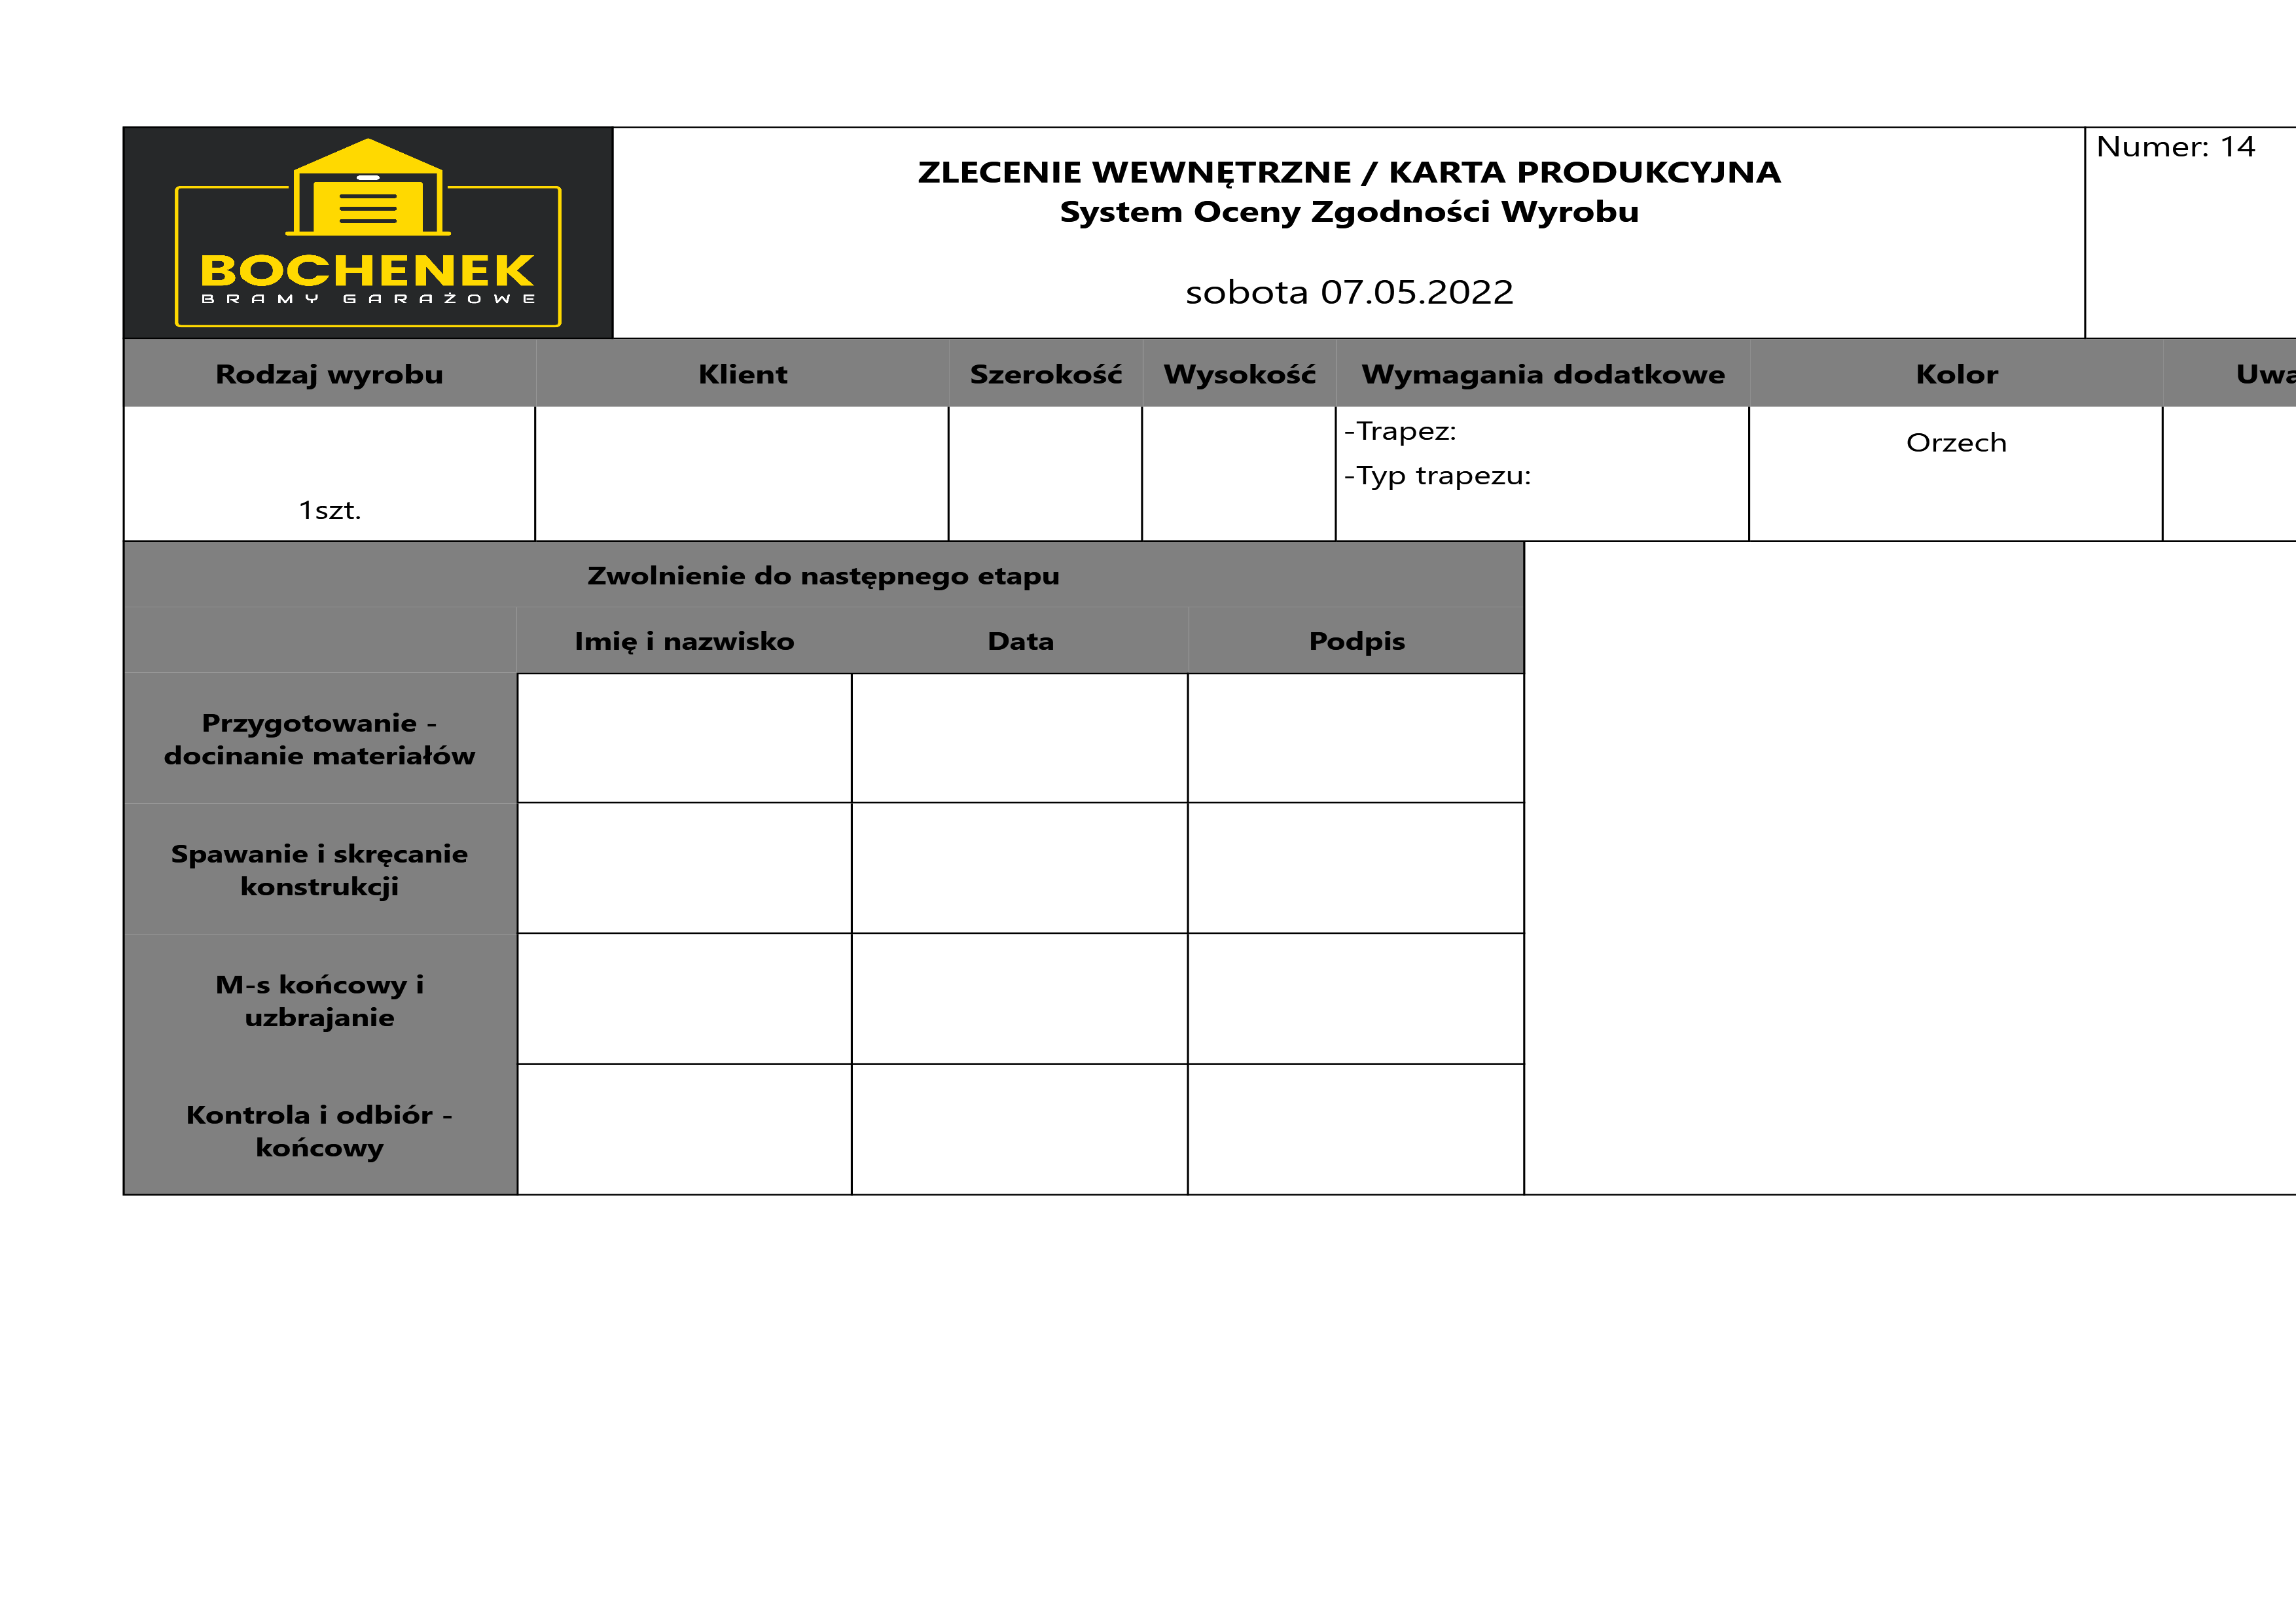 BOCHENEK
BRAMY GARAŻOWE
ZLECENIE WEWNĘTRZNE / KARTA PRODUKCYJNA
System Oceny Zgodności Wyrobu
sobota 07.05.2022
Numer: 14
Rodzaj wyrobu Klient Szerokość Wysokość Wymagania dodatkowe Kolor
1szt.
-Trapez:
-Typ trapezu:
Orzech
Zwolnienie do następnego etapu
Imię i nazwisko Data Podpis
Przygotowanie -
docinanie materiałów
Spawanie i skręcanie
konstrukcji
M-s końcowy i
uzbrajanie
Kontrola i odbiór -
końcowy